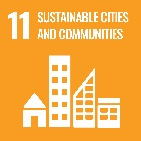 11 SUSTAINABLE CITIES
AND COMMUNITIES